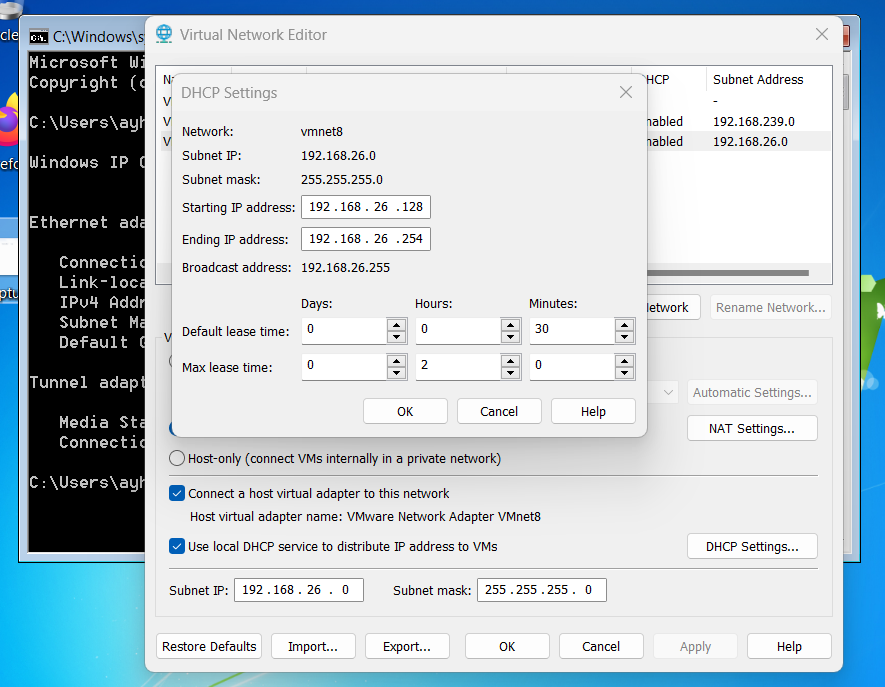 C:\Windows\sy
Microsoft Wi
Copyright (c
C:\Users\ayh
Windows IP C
Ethernet ada
Connectio
Link-loca
IPv4 Addr
Subnet Ma
Default G
Tunnel adapt
Media Sta
Connectio
C:\Users\ayh
Virtual Network Editor
Subnet Address
-
192.168.239.0
192.168.26.0
DHCP Settings
Network: vmnet8
Subnet IP: 192.168.26.0
Subnet mask: 255.255.255.0
Starting IP address: 192 . 168 . 26 . 128
Ending IP address: 192 . 168 . 26 . 254
Broadcast address: 192.168.26.255
Days: Hours: Minutes:
Default lease time: 0 0 30
Max lease time: 0 2 0
OK Cancel Help
Rename Network...
Automatic Settings...
NAT Settings...
Host-only (connect VMs internally in a private network)
Connect a host virtual adapter to this network
Host virtual adapter name: VMware Network Adapter VMnet8
Use local DHCP service to distribute IP address to VMs
DHCP Settings...
Subnet IP: 192 . 168 . 26 . 0 Subnet mask: 255 . 255 . 255 . 0
Restore Defaults Import... Export... OK Cancel Apply Help